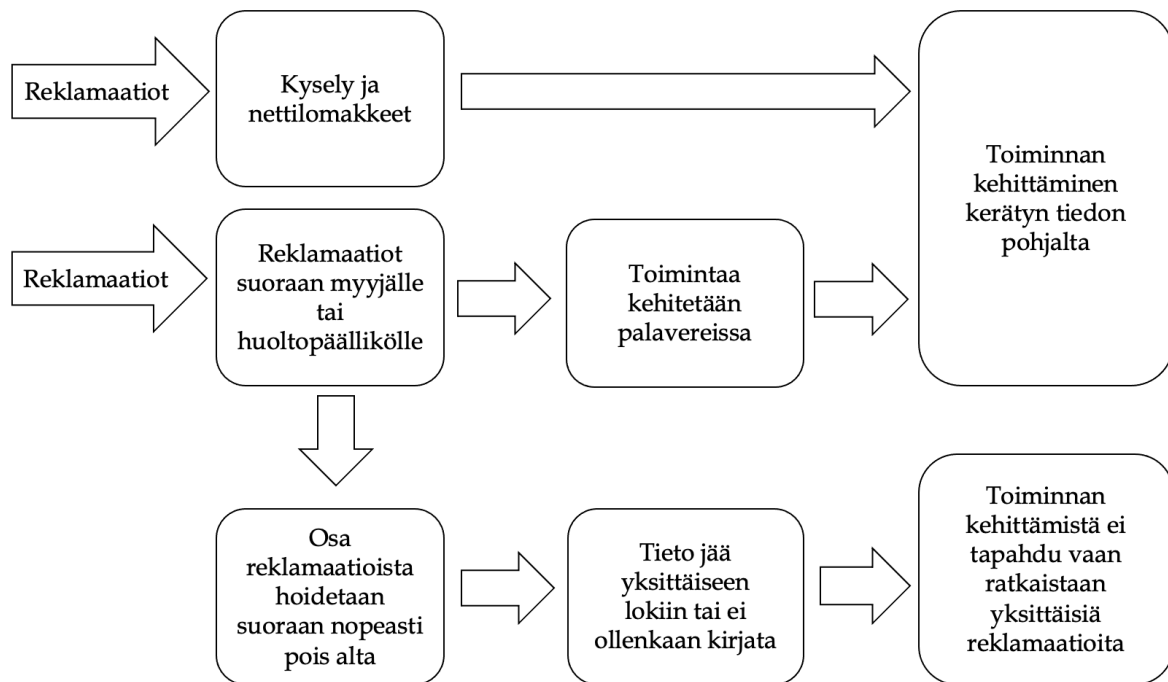 Reklamaatiot
Kysely ja
nettilomakkeet
Toiminnan
kehittäminen
kerätyn tiedon
pohjalta
Reklamaatiot
Reklamaatiot
suoraan myyjälle
tai
huoltopäällikölle
Toimintaa
kehitetään
palavereissa
Osa
reklamaatioista
hoidetaan
suoraan nopeasti
pois alta
Tieto jää
yksittäiseen
lokiin tai ei
ollenkaan kirjata
Toiminnan
kehittämistä ei
tapahdu vaan
ratkaistaan
yksittäisiä
reklamaatioita